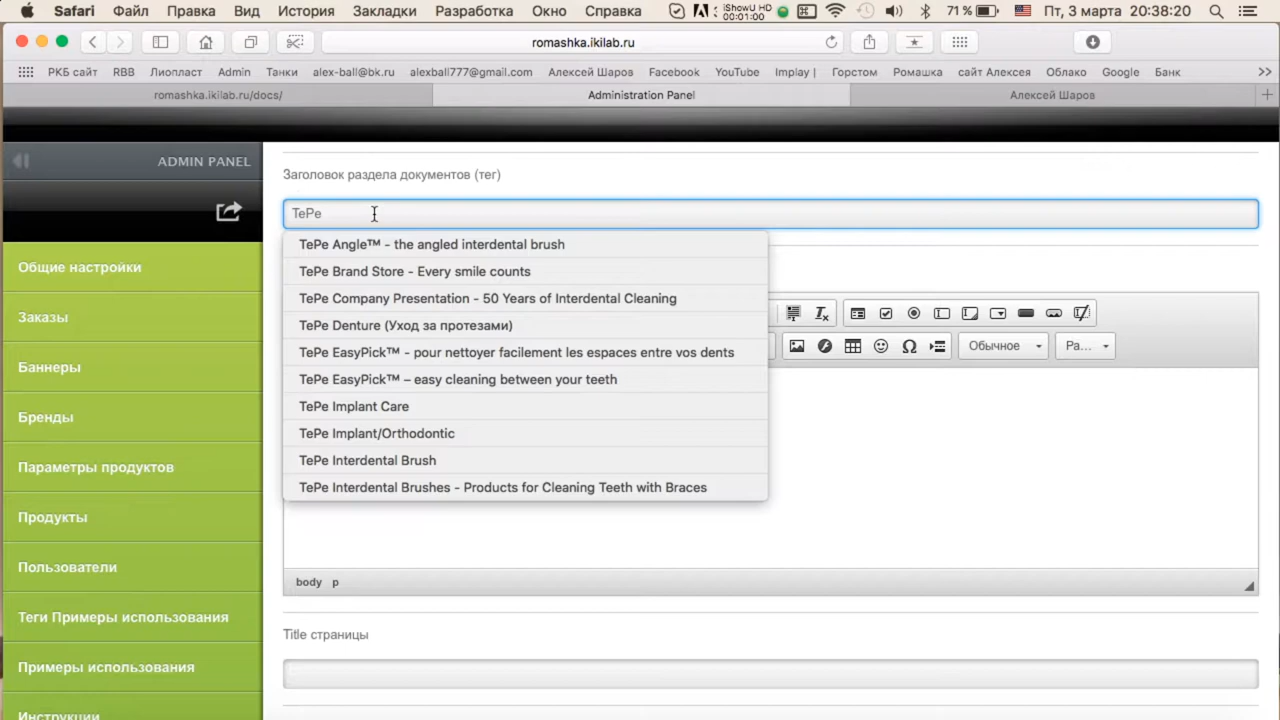 Safari Файл Правка Вид История Закладки Разработка Окно Справка iShowU HD 00:01:00 71 % Пт, 3 марта 20:38:20
romashka.ikilab.ru
РКБ сайт RBB Лиопласт Admin Танки alex-ball@bk.ru alexball777@gmail.com Алексей Шаров Facebook YouTube Implay | Горстом Ромашка сайт Алексея Облако Google Банк >>
romashka.ikilab.ru/docs/ Administration Panel Алексей Шаров
ADMIN PANEL
Общие настройки
Заказы
Баннеры
Бренды
Параметры продуктов
Продукты
Пользователи
Теги Примеры использования
Примеры использования
Инструкции
Заголовок раздела документов (тег)
TePe
TePe Angle™ - the angled interdental brush
TePe Brand Store - Every smile counts
TePe Company Presentation - 50 Years of Interdental Cleaning
TePe Denture (Уход за протезами)
TePe EasyPick™ - pour nettoyer facilement les espaces entre vos dents
TePe EasyPick™ – easy cleaning between your teeth
TePe Implant Care
TePe Implant/Orthodontic
TePe Interdental Brush
TePe Interdental Brushes - Products for Cleaning Teeth with Braces
Обычное Ра...
body p
Title страницы